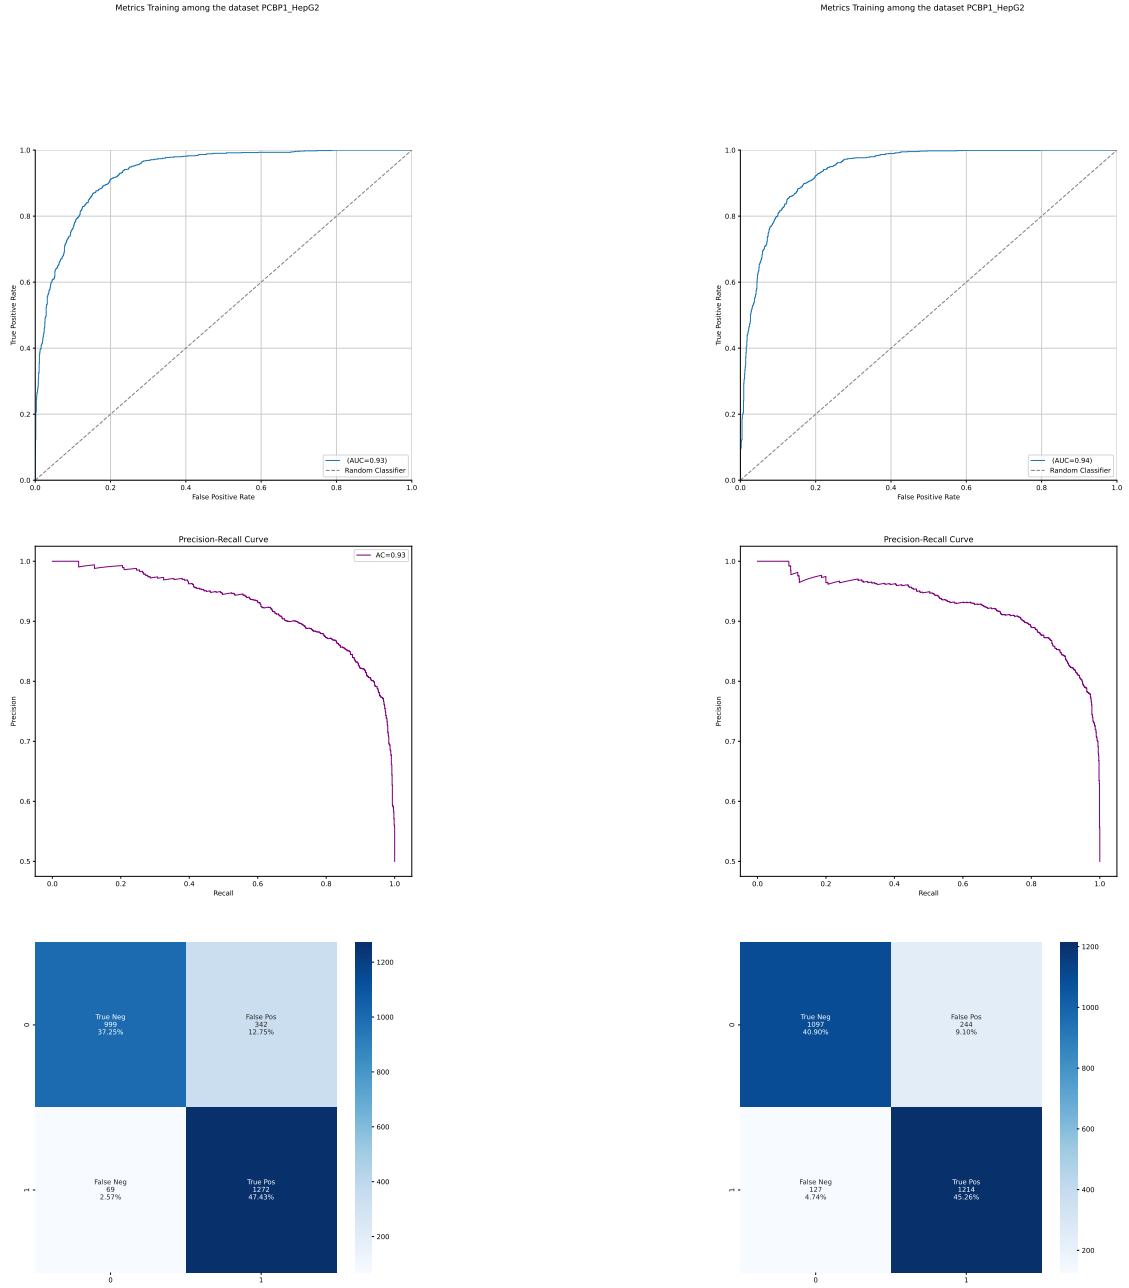 Metrics Training among the dataset PCBP1_HepG2
1.0
0.8
0.6
0.4
0.2
0.0
True Positive Rate
(AUC=0.93)
Random Classifier
0.0 0.2 0.4 0.6 0.8 1.0
False Positive Rate
Precision-Recall Curve
AC=0.93
1.0
0.9
0.8
0.7
0.6
0.5
Precision
0.0 0.2 0.4 0.6 0.8 1.0
Recall
True Neg
999
37.25%
False Pos
342
12.75%
False Neg
69
2.57%
True Pos
1272
47.43%
0
1
0 1
1200
1000
800
600
400
200
Metrics Training among the dataset PCBP1_HepG2
1.0
0.8
0.6
0.4
0.2
0.0
True Positive Rate
(AUC=0.94)
Random Classifier
0.0 0.2 0.4 0.6 0.8 1.0
False Positive Rate
Precision-Recall Curve
1.0
0.9
0.8
0.7
0.6
0.5
Precision
0.0 0.2 0.4 0.6 0.8 1.0
Recall
True Neg
1097
40.90%
False Pos
244
9.10%
False Neg
127
4.74%
True Pos
1214
45.26%
0
1
0 1
1200
1000
800
600
400
200